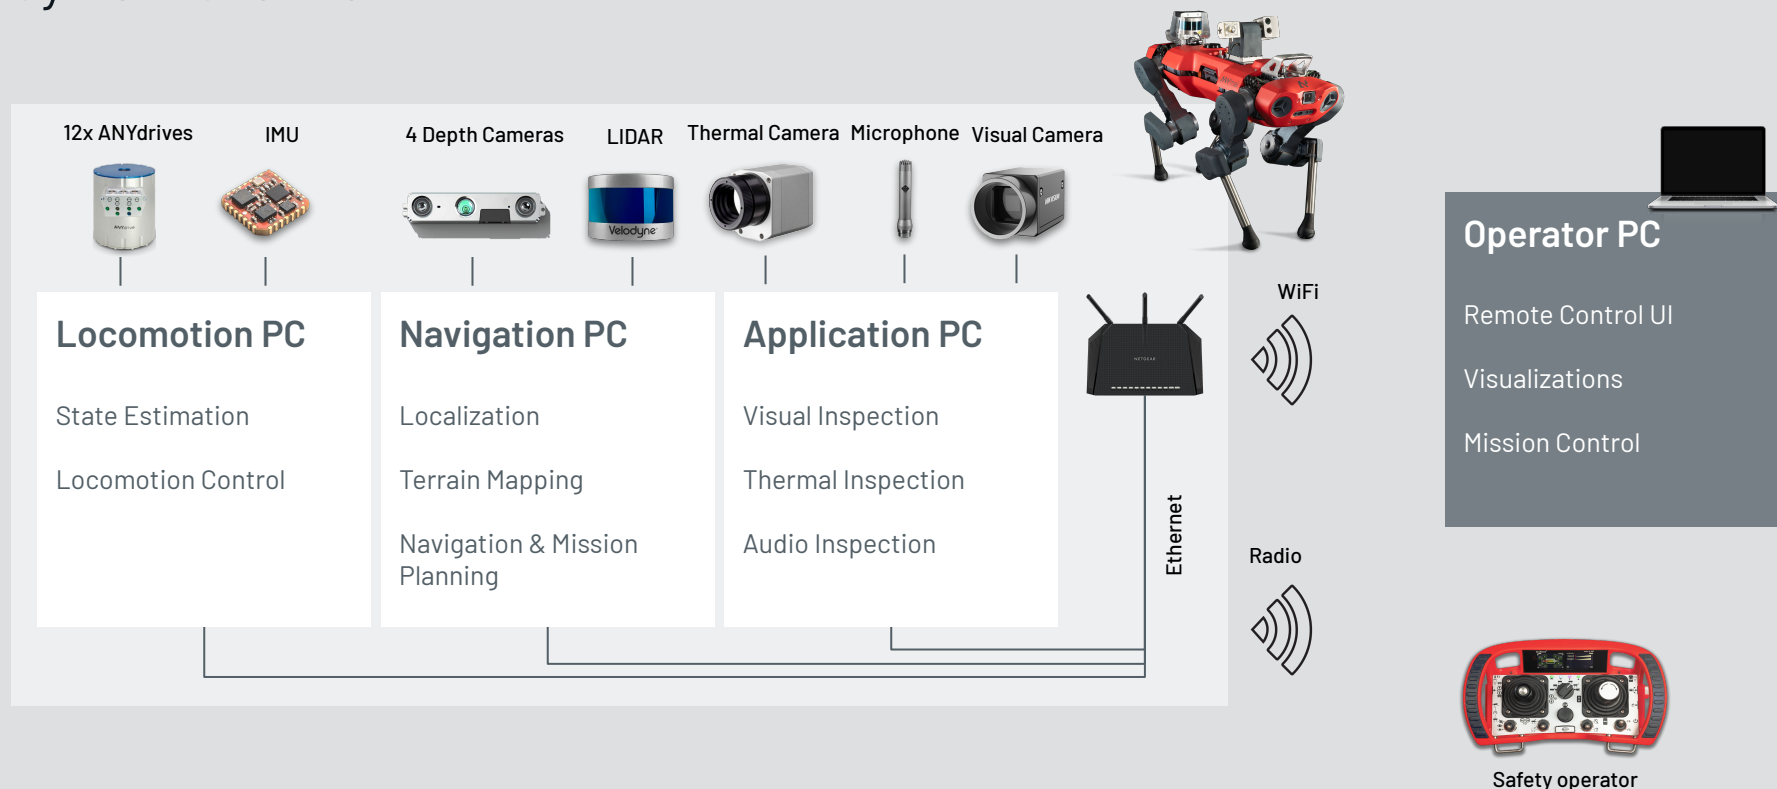 12x ANYdrives
IMU
4 Depth Cameras
LIDAR
Thermal Camera
Microphone
Visual Camera
Velodyne
Locomotion PC
State Estimation
Locomotion Control
Navigation PC
Localization
Terrain Mapping
Navigation & Mission
Planning
Application PC
Visual Inspection
Thermal Inspection
Audio Inspection
NETGEAR
Ethernet
WiFi
Radio
Operator PC
Remote Control UI
Visualizations
Mission Control
Safety operator